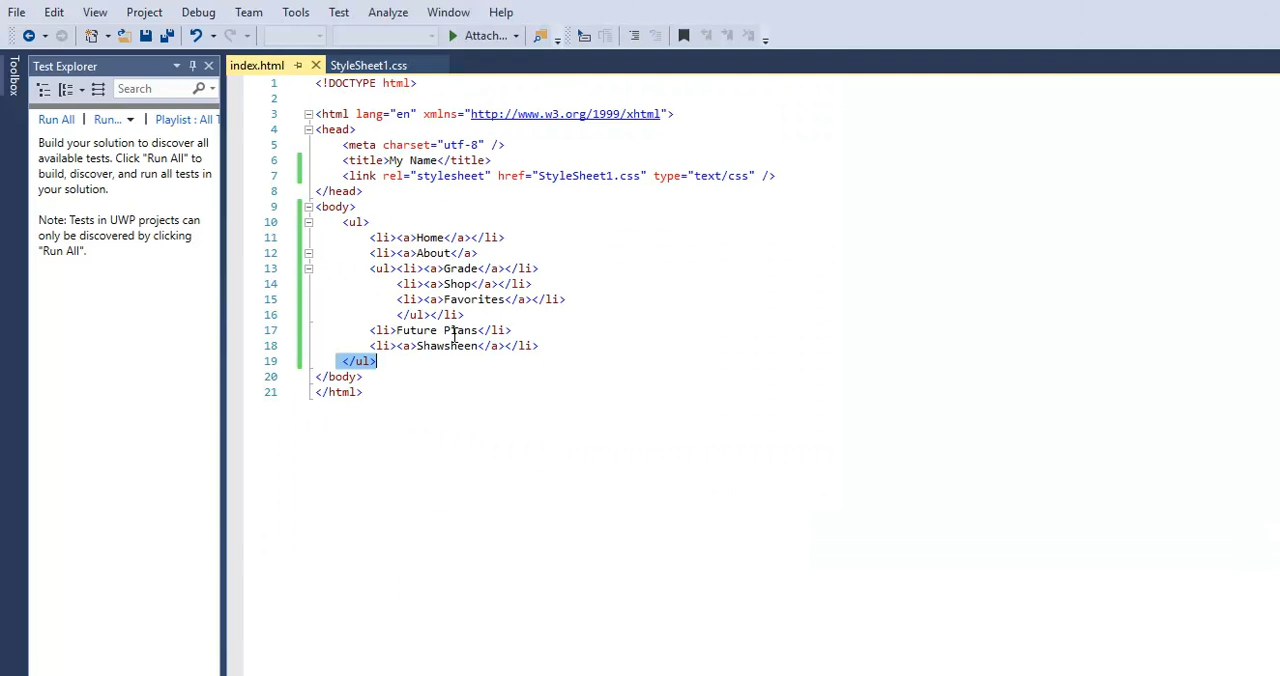 File Edit View Project Debug Team Tools Test Analyze Window Help
Attach...
Toolbox
Test Explorer
index.html StyleSheet1.css
Search
Run All Run... Playlist : All T
Build your solution to discover all
available tests. Click "Run All" to
build, discover, and run all tests in
your solution.
Note: Tests in UWP projects can
only be discovered by clicking
"Run All".
1 <!DOCTYPE html>
2
3 <html lang="en" xmlns="http://www.w3.org/1999/xhtml">
4 <head>
5 <meta charset="utf-8" />
6 <title>My Name</title>
7 <link rel="stylesheet" href="StyleSheet1.css" type="text/css" />
8 </head>
9 <body>
10 <ul>
11 <li><a>Home</a></li>
12 <li><a>About</a>
13 <ul><li><a>Grade</a></li>
14 <li><a>Shop</a></li>
15 <li><a>Favorites</a></li>
16 </ul></li>
17 <li>Future Plans</li>
18 <li><a>Shawsheen</a></li>
19 </ul>
20 </body>
21 </html>